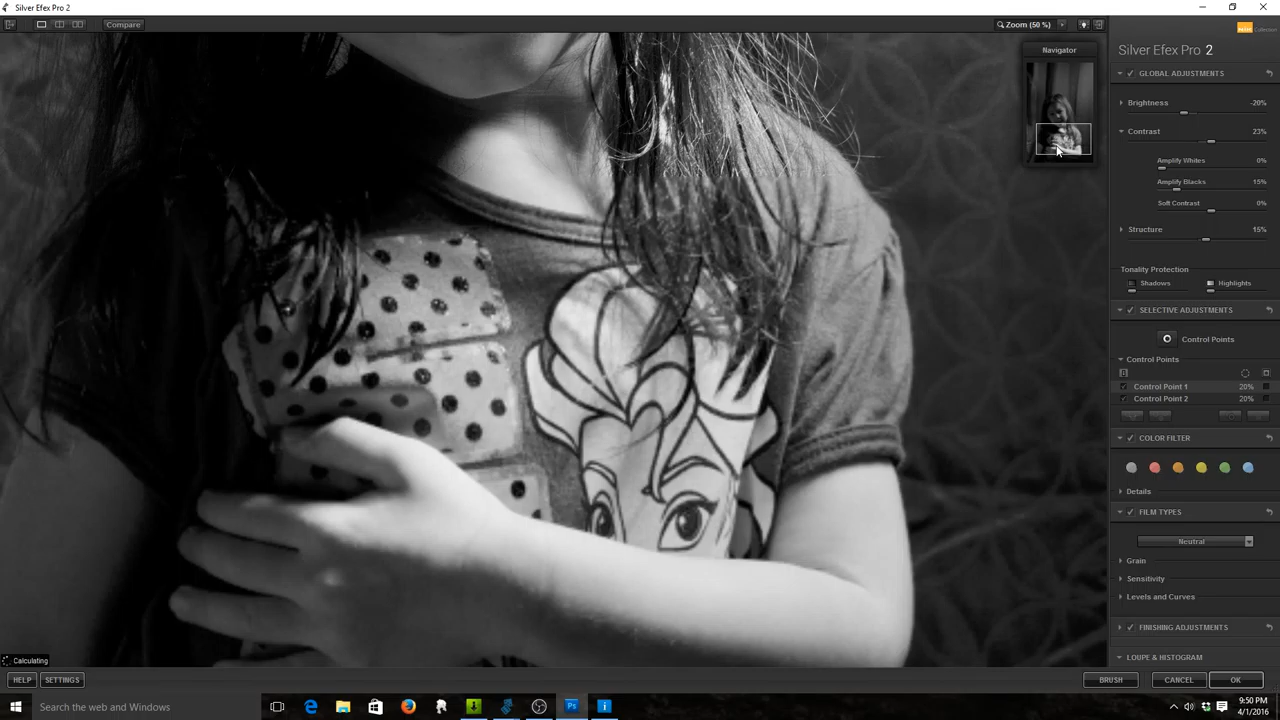 Silver Efex Pro 2
Compare
Zoom (50 %)
Navigator
Collection
Silver Efex Pro 2
GLOBAL ADJUSTMENTS
Brightness -20%
Contrast 23%
Amplify Whites 0%
Amplify Blacks 15%
Soft Contrast 0%
Structure 15%
Tonality Protection
Shadows Highlights
SELECTIVE ADJUSTMENTS
Control Points
Control Points
Control Point 1 20%
Control Point 2 20%
COLOR FILTER
Details
FILM TYPES
Neutral
Grain
Sensitivity
Levels and Curves
FINISHING ADJUSTMENTS
LOUPE & HISTOGRAM
Calculating
HELP SETTINGS BRUSH CANCEL OK
Search the web and Windows
9:50 PM
4/1/2016